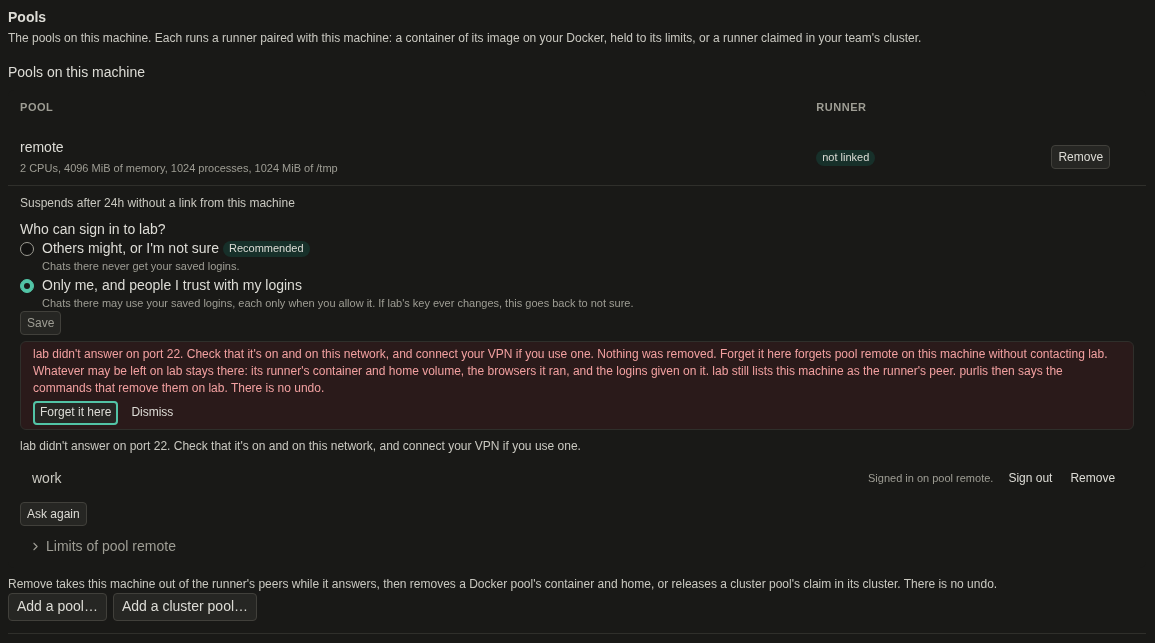 Pools
The pools on this machine. Each runs a runner paired with this machine: a container of its image on your Docker, held to its limits, or a runner claimed in your team's cluster.
Pools on this machine
POOL RUNNER
remote
2 CPUs, 4096 MiB of memory, 1024 processes, 1024 MiB of /tmp
not linked
Remove
Suspends after 24h without a link from this machine
Who can sign in to lab?
Others might, or I'm not sure Recommended
Chats there never get your saved logins.
Only me, and people I trust with my logins
Chats there may use your saved logins, each only when you allow it. If lab's key ever changes, this goes back to not sure.
Save
lab didn't answer on port 22. Check that it's on and on this network, and connect your VPN if you use one. Nothing was removed. Forget it here forgets pool remote on this machine without contacting lab.
Whatever may be left on lab stays there: its runner's container and home volume, the browsers it ran, and the logins given on it. lab still lists this machine as the runner's peer. purlis then says the
commands that remove them on lab. There is no undo.
Forget it here Dismiss
lab didn't answer on port 22. Check that it's on and on this network, and connect your VPN if you use one.
work Signed in on pool remote. Sign out Remove
Ask again
Limits of pool remote
Remove takes this machine out of the runner's peers while it answers, then removes a Docker pool's container and home, or releases a cluster pool's claim in its cluster. There is no undo.
Add a pool… Add a cluster pool…